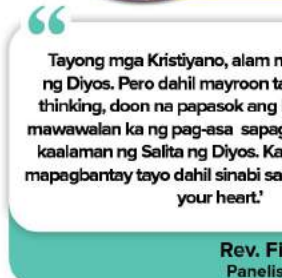 Tayong mga Kristiyano, alam
ng Diyos. Pero dahil mayroon
thinking, doon na papasok ang
mawawalan ka ng pag-asa sapag
kaalaman ng Salita ng Diyos. Ka
mapagbantay tayo dahil sinabi sa
your heart.'
Rev. Fi
Panelis